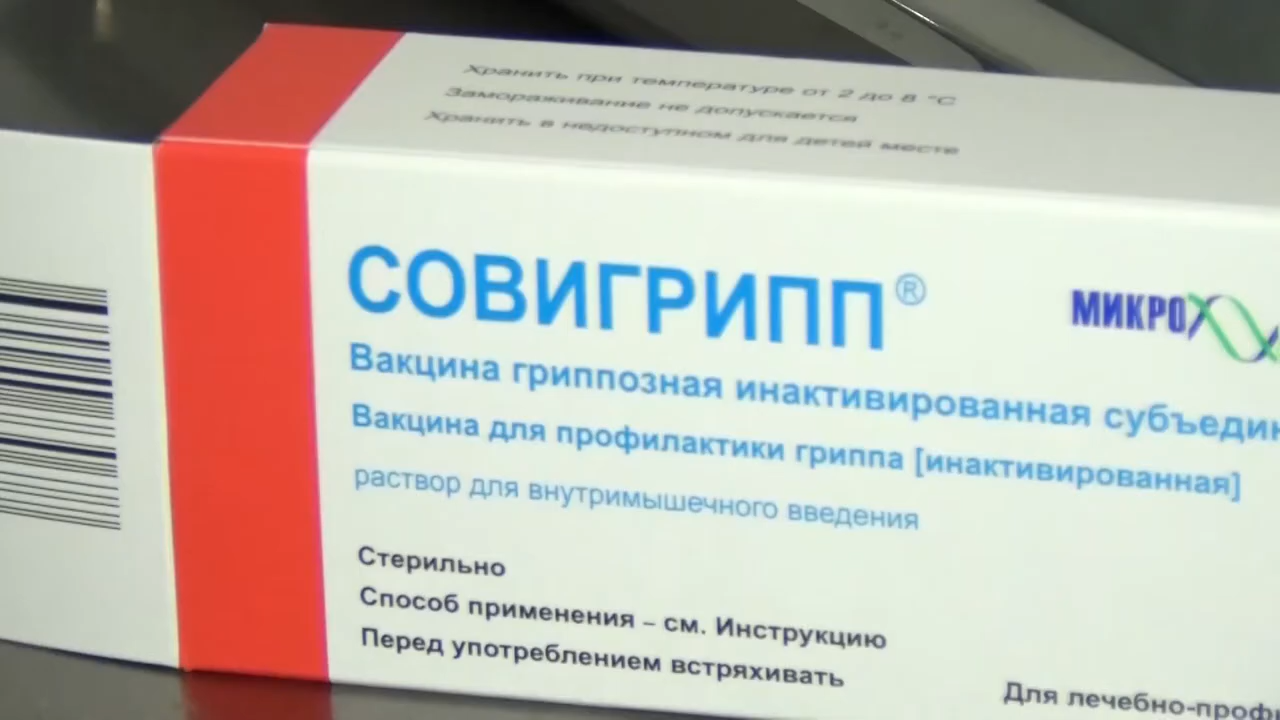 Хранить при температуре от 2 до 8 °С
Замораживание не допускается
Хранить в недоступном для детей месте
СОВИГРИПП®
МИКРО
Вакцина гриппозная инактивированная субъедин
Вакцина для профилактики гриппа [инактивированная]
раствор для внутримышечного введения
Стерильно
Способ применения – см. Инструкцию
Перед употреблением встряхивать
Для лечебно-профи